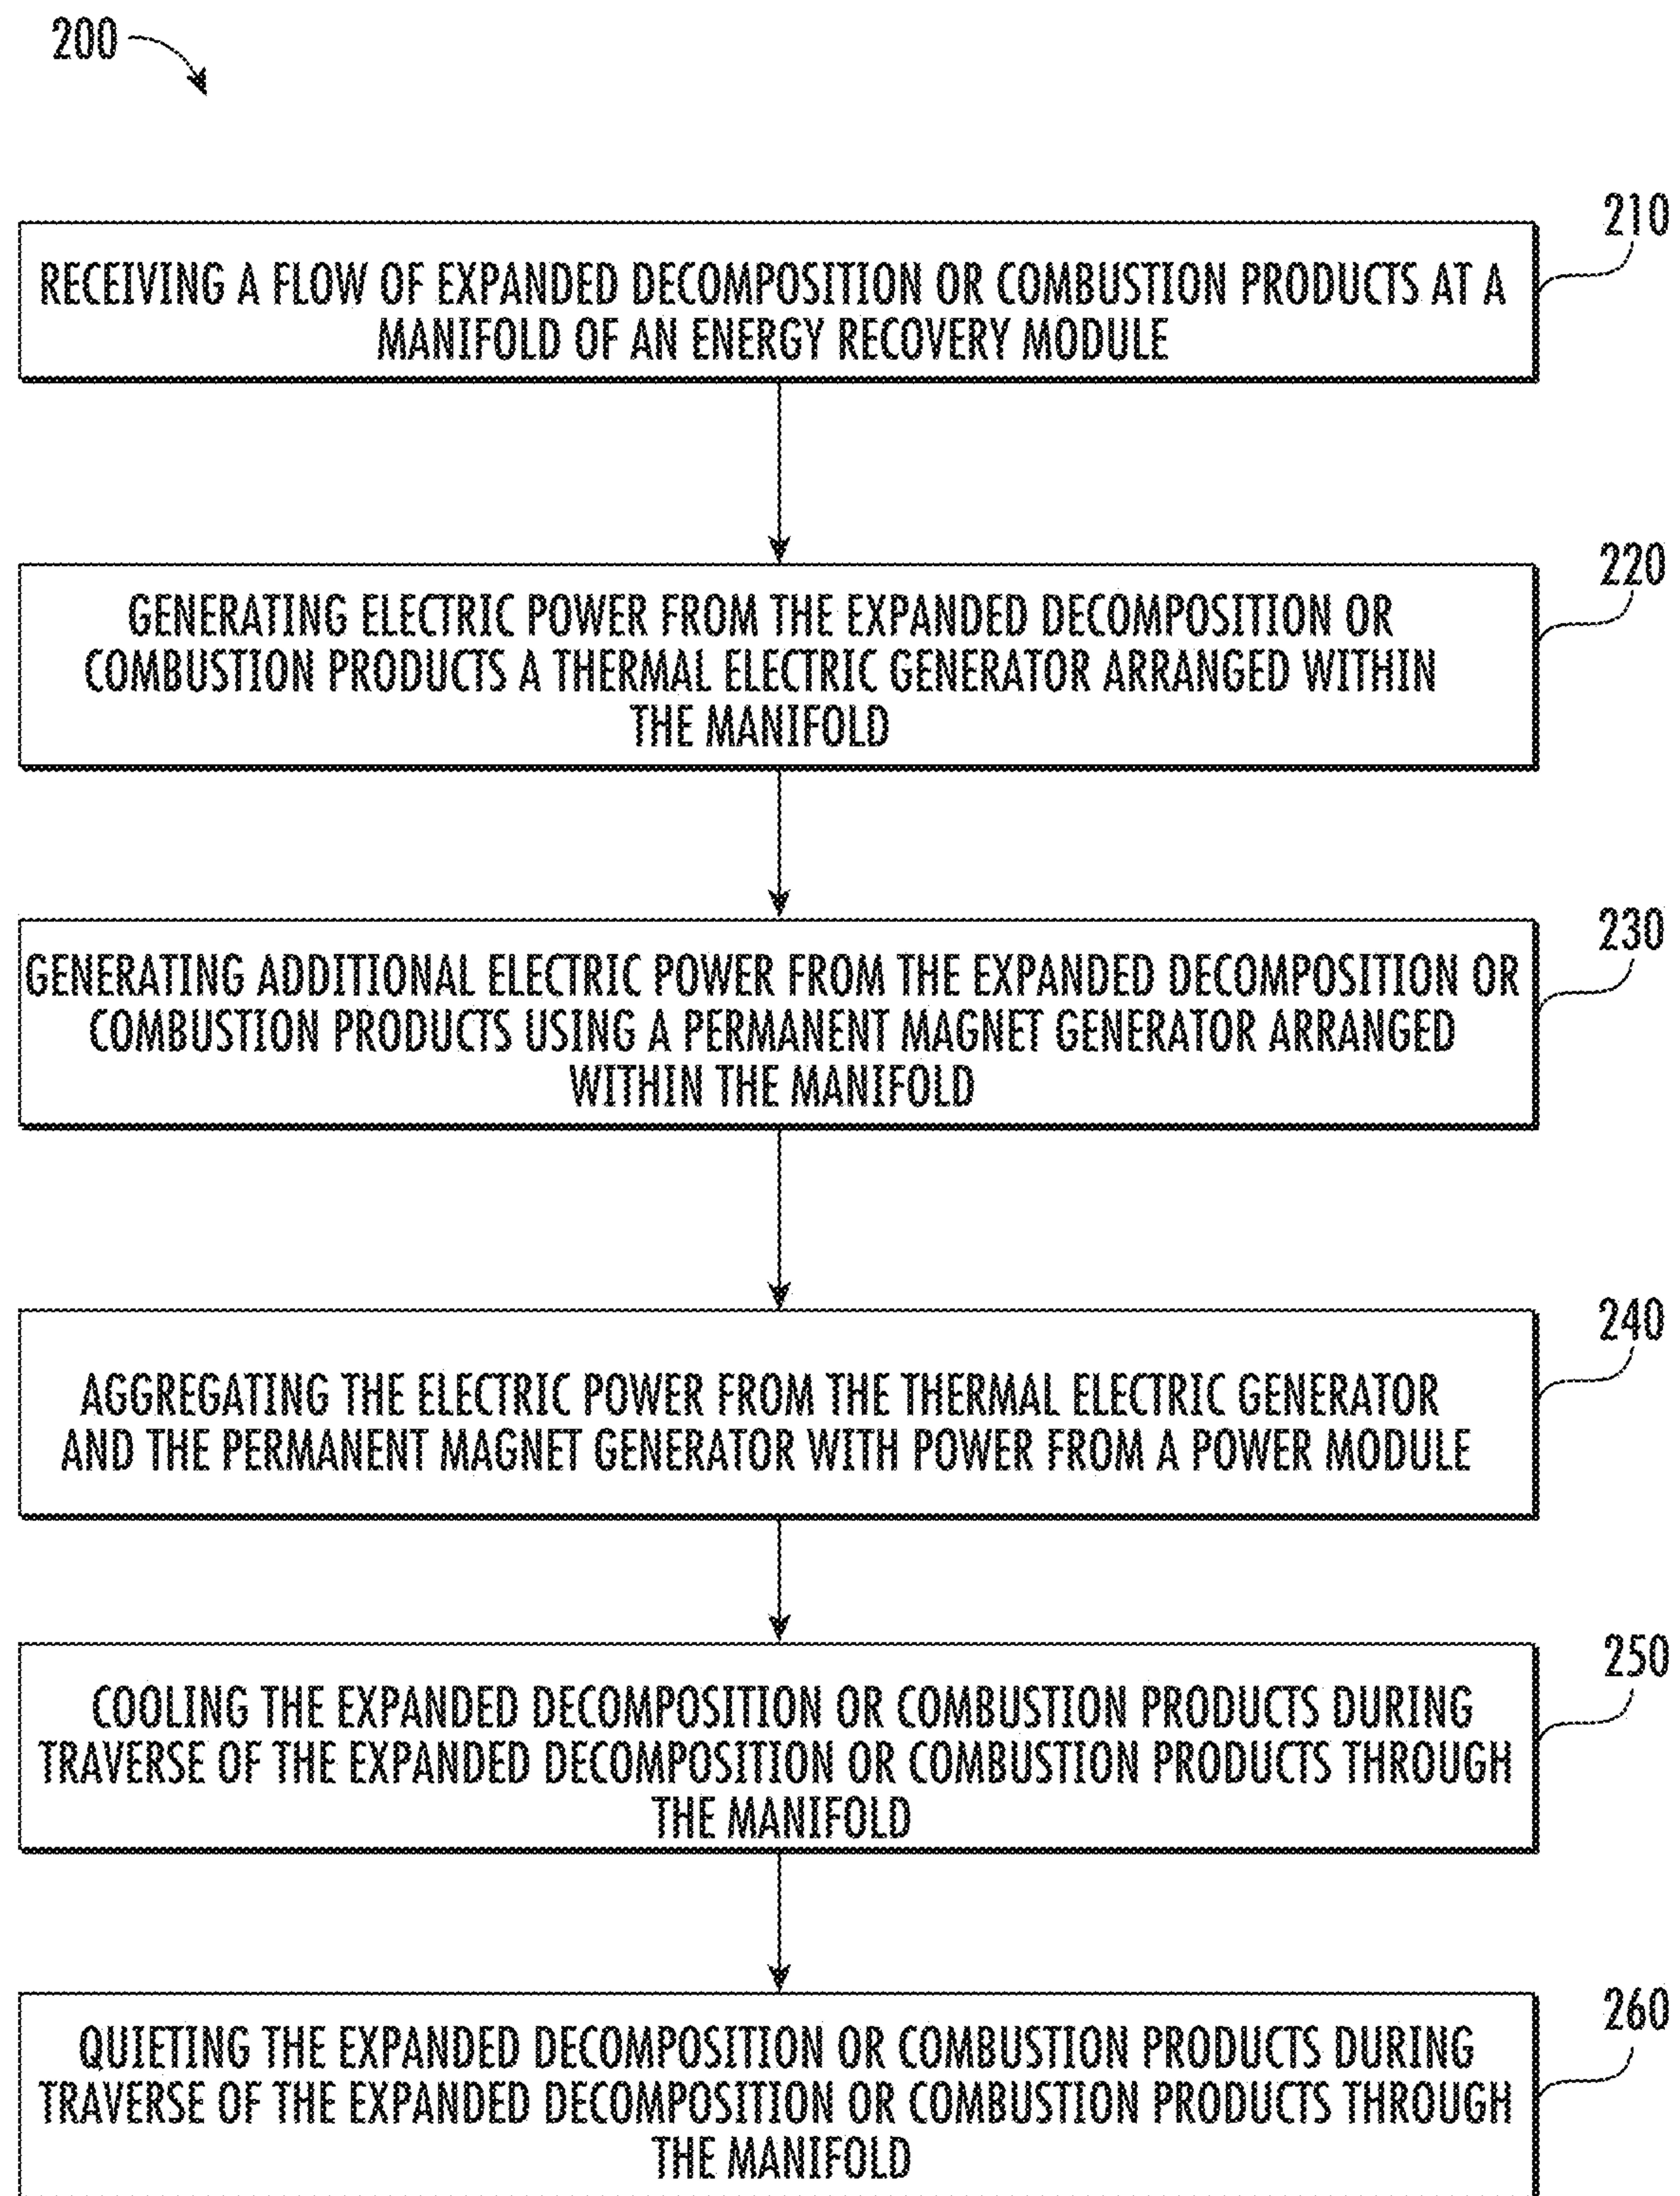 200
210
RECEIVING A FLOW OF EXPANDED DECOMPOSITION OR COMBUSTION PRODUCTS AT A
MANIFOLD OF AN ENERGY RECOVERY MODULE
220
GENERATING ELECTRIC POWER FROM THE EXPANDED DECOMPOSITION OR
COMBUSTION PRODUCTS A THERMAL ELECTRIC GENERATOR ARRANGED WITHIN
THE MANIFOLD
230
GENERATING ADDITIONAL ELECTRIC POWER FROM THE EXPANDED DECOMPOSITION OR
COMBUSTION PRODUCTS USING A PERMANENT MAGNET GENERATOR ARRANGED
WITHIN THE MANIFOLD
240
AGGREGATING THE ELECTRIC POWER FROM THE THERMAL ELECTRIC GENERATOR
AND THE PERMANENT MAGNET GENERATOR WITH POWER FROM A POWER MODULE
250
COOLING THE EXPANDED DECOMPOSITION OR COMBUSTION PRODUCTS DURING
TRAVERSE OF THE EXPANDED DECOMPOSITION OR COMBUSTION PRODUCTS THROUGH
THE MANIFOLD
260
QUIETING THE EXPANDED DECOMPOSITION OR COMBUSTION PRODUCTS DURING
TRAVERSE OF THE EXPANDED DECOMPOSITION OR COMBUSTION PRODUCTS THROUGH
THE MANIFOLD